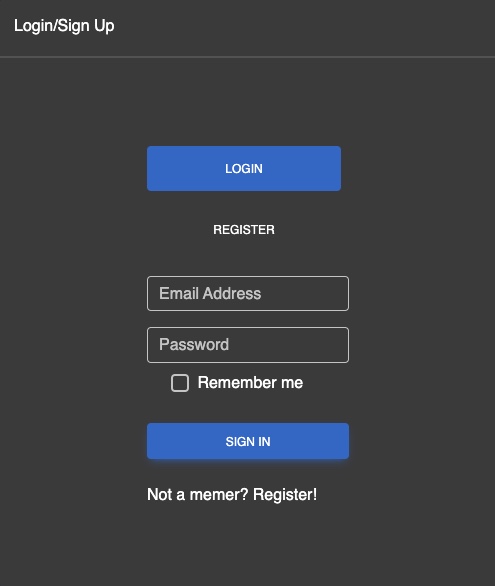 Login/Sign Up
LOGIN
REGISTER
Email Address
Password
Remember me
SIGN IN
Not a memer? Register!